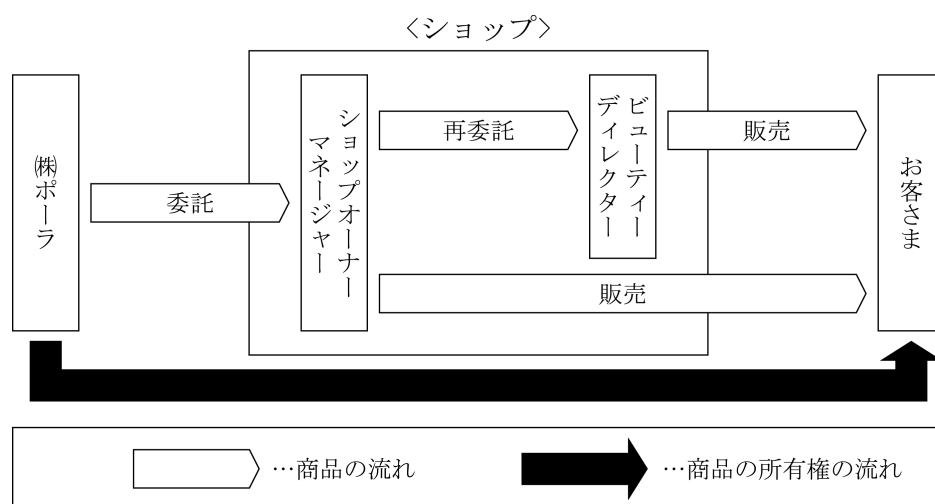 〈ショップ〉
㈱ポーラ
委託
ショップオーナー
マネージャー
再委託
ビューティー
ディレクター
販売
販売
お客さま
…商品の流れ
…商品の所有権の流れ